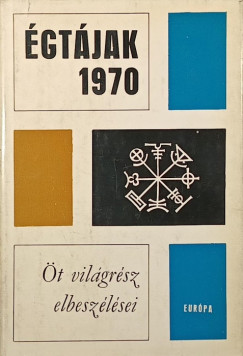 ÉGTÁJAK
1970
Öt világrész
elbeszélései
EURÓPA